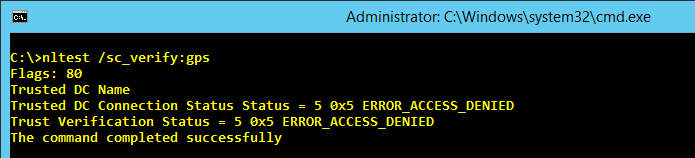 Administrator: C:\Windows\system32\cmd.exe
C:\>nltest /sc_verify:gps
Flags: 80
Trusted DC Name
Trusted DC Connection Status Status = 5 0x5 ERROR_ACCESS_DENIED
Trust Verification Status = 5 0x5 ERROR_ACCESS_DENIED
The command completed successfully